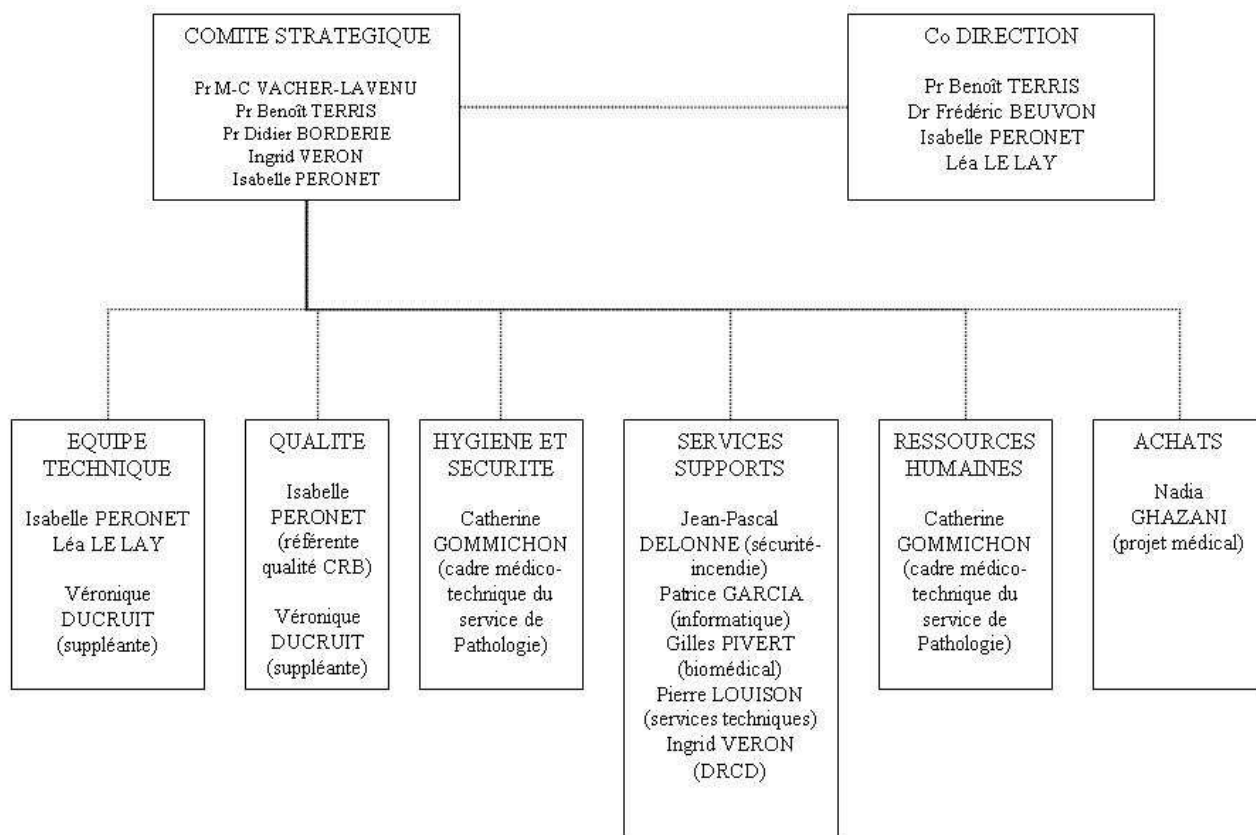 COMITE STRATEGIQUE
Pr M-C VACHER-LAVENU
Pr Benoît TERRIS
Pr Didier BORDERIE
Ingrid VERON
Isabelle PERONET
Co DIRECTION
Pr Benoît TERRIS
Dr Frédéric BEUVON
Isabelle PERONET
Léa LE LAY
EQUIPE
TECHNIQUE
Isabelle PERONET
Léa LE LAY
Véronique
DUCRUIT
(suppléante)
QUALITE
Isabelle
PERONET
(référente
qualité CRB)
Véronique
DUCRUIT
(suppléante)
HYGIENE ET
SECURITE
Catherine
GOMMICHON
(cadre médico-
technique du
service de
Pathologie)
SERVICES
SUPPORTS
Jean-Pascal
DELONNE (sécurité-
incendie)
Patrice GARCIA
(informatique)
Gilles PIVERT
(biomédical)
Pierre LOUISON
(services techniques)
Ingrid VERON
(DRCD)
RESSOURCES
HUMAINES
Catherine
GOMMICHON
(cadre médico-
technique du
service de
Pathologie)
ACHATS
Nadia
GHAZANI
(projet médical)